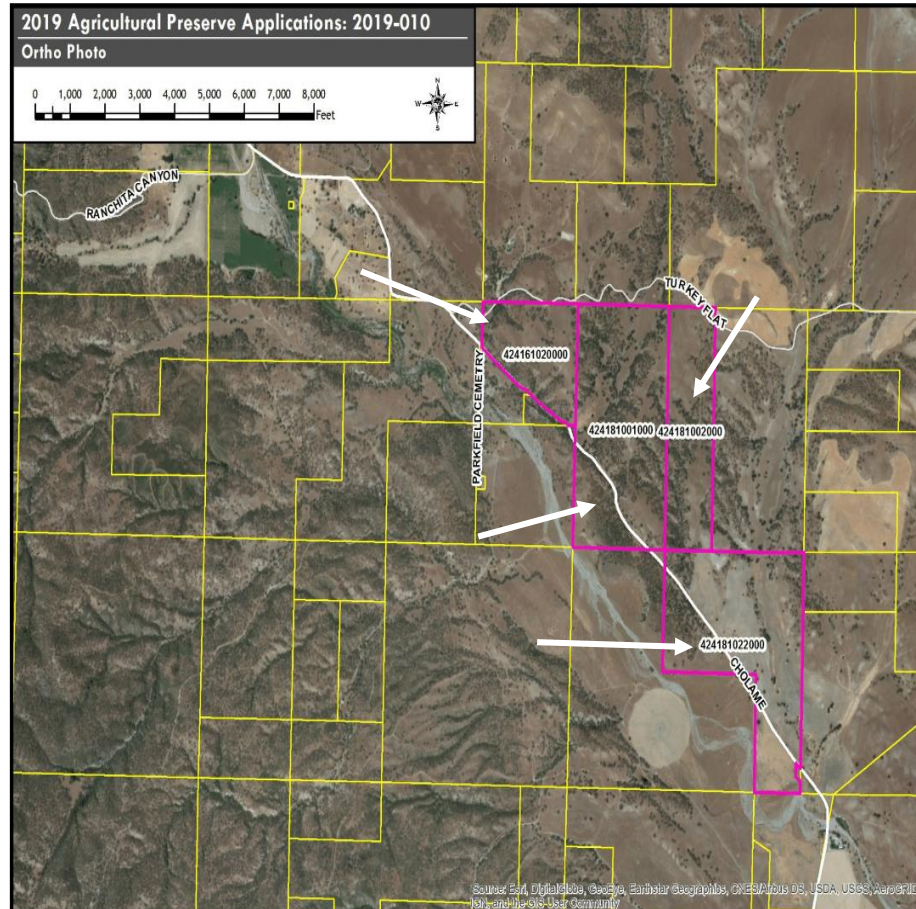 2019 Agricultural Preserve Applications: 2019-010
Ortho Photo
0 1,000 2,000 3,000 4,000 5,000 6,000 7,000 8,000
Feet
N
W E
S
RANCHITA CANYON
TURKEY FLAT
424161020000
PARKFIELD CEMETRY
424181001000 424181002000
424181022000
CHOLAME
Source: Esri, DigitalGlobe, GeoEye, Earthstar Geographics, CNES/Airbus DS, USDA, USGS, AeroGRID,
IGN, and the GIS User Community